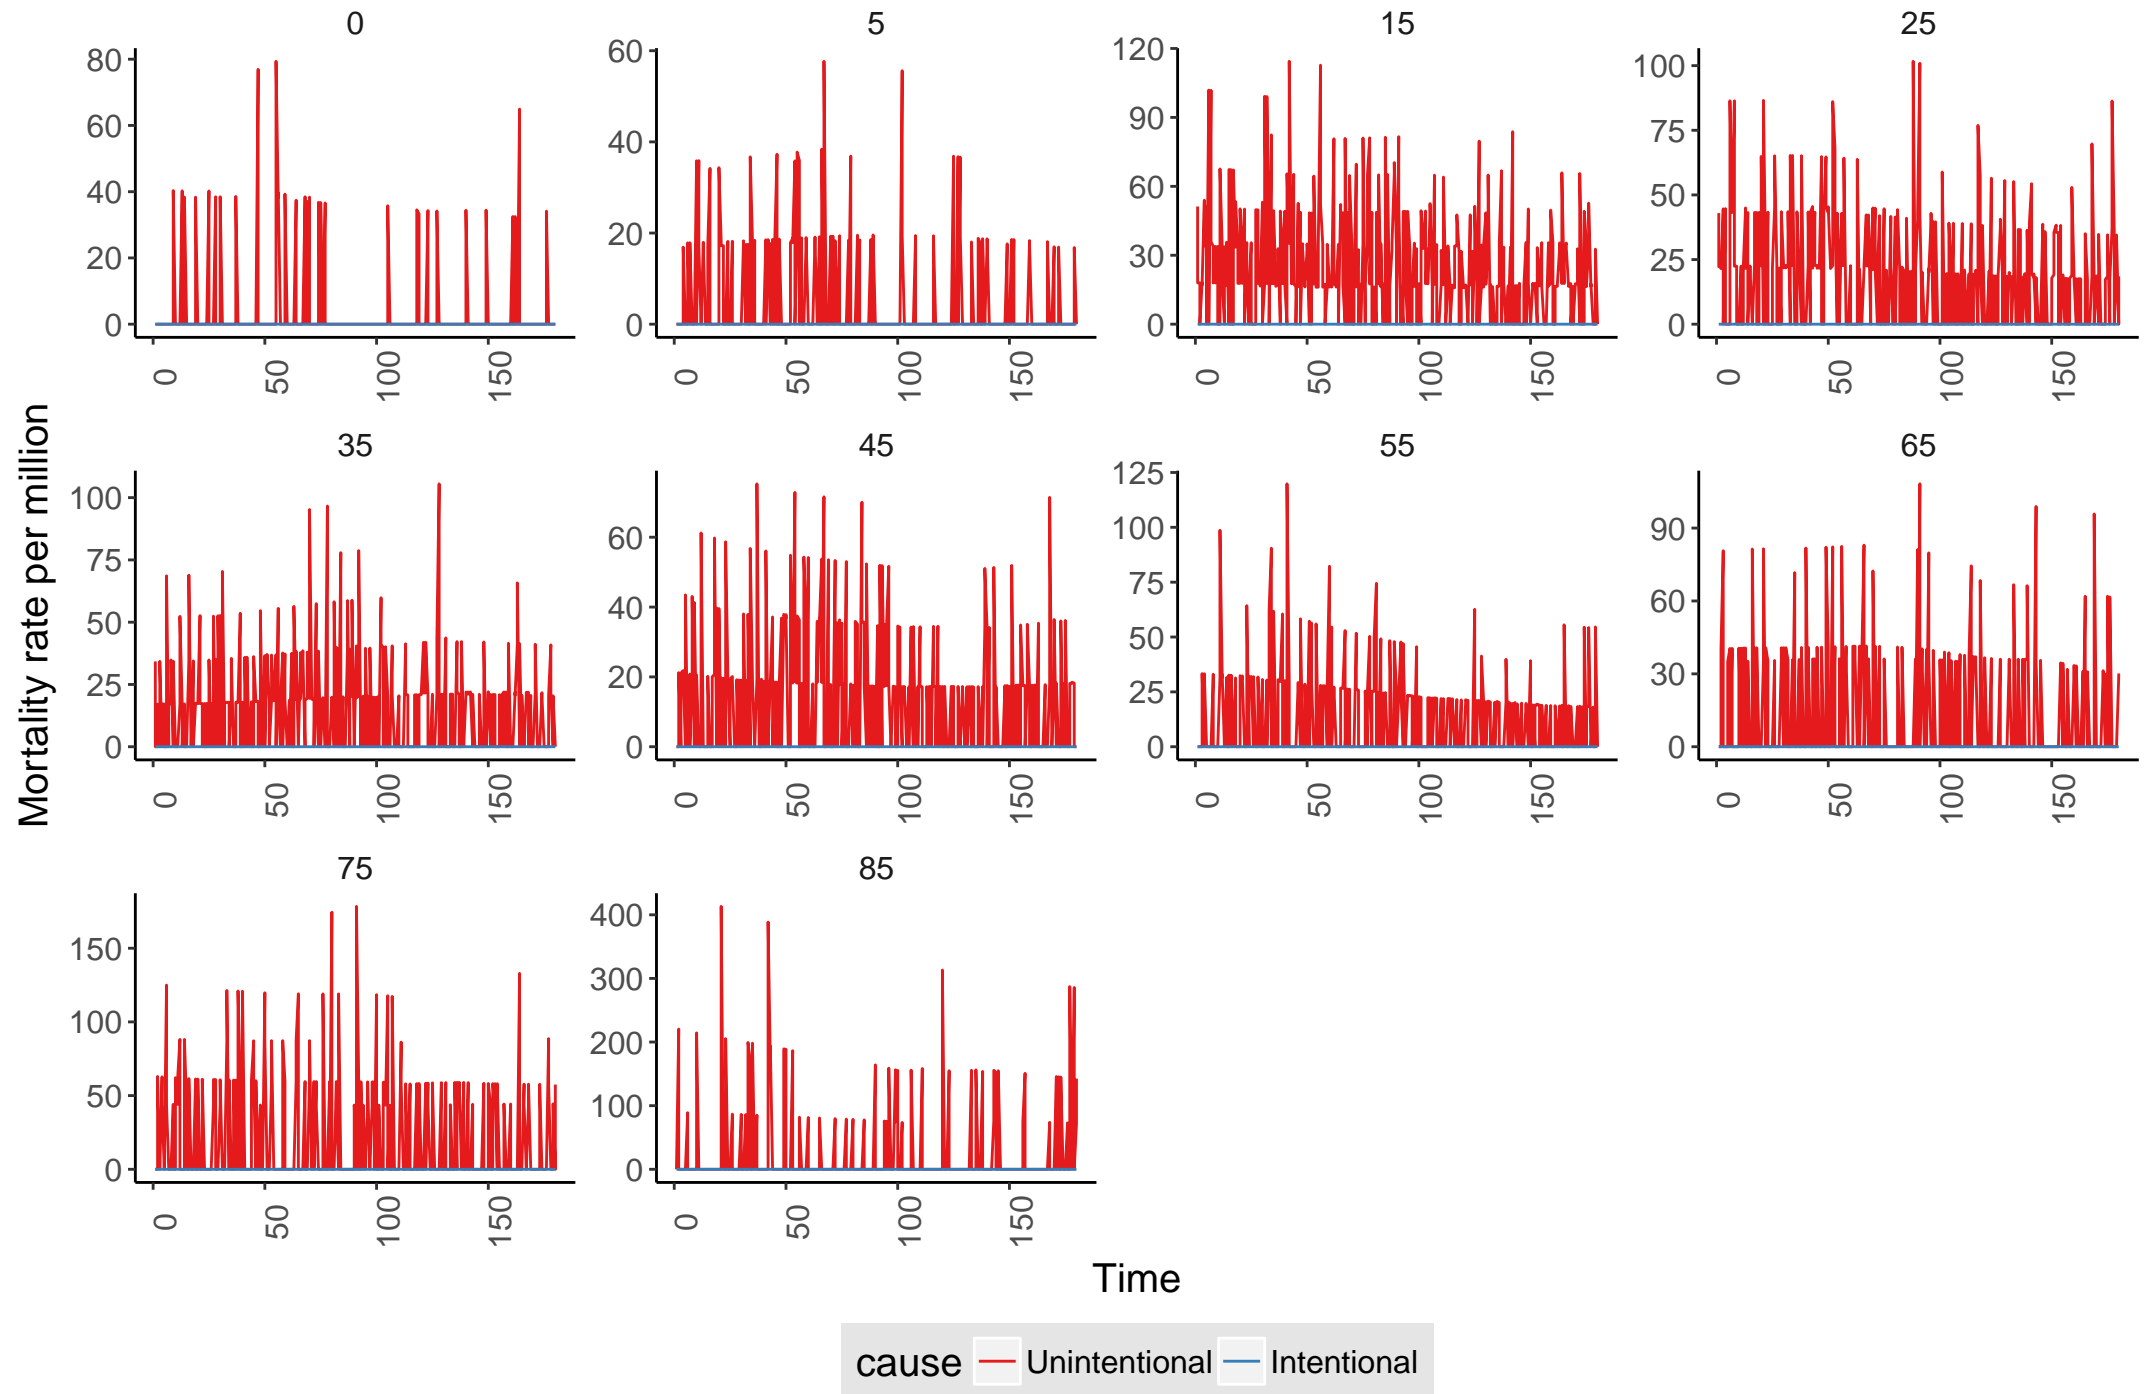 0 5 15 25
80 60 40 20 0
60 40 20 0
120 90 60 30 0
100 75 50 25 0
0 50 100 150 0 50 100 150 0 50 100 150 0 50 100 150
Mortality rate per million
35 45 55 65
100 75 50 25 0
60 40 20 0
125 100 75 50 25 0
90 60 30 0
0 50 100 150 0 50 100 150 0 50 100 150 0 50 100 150
75 85
150 100 50 0
400 300 200 100 0
0 50 100 150 0 50 100 150
Time
cause Unintentional Intentional